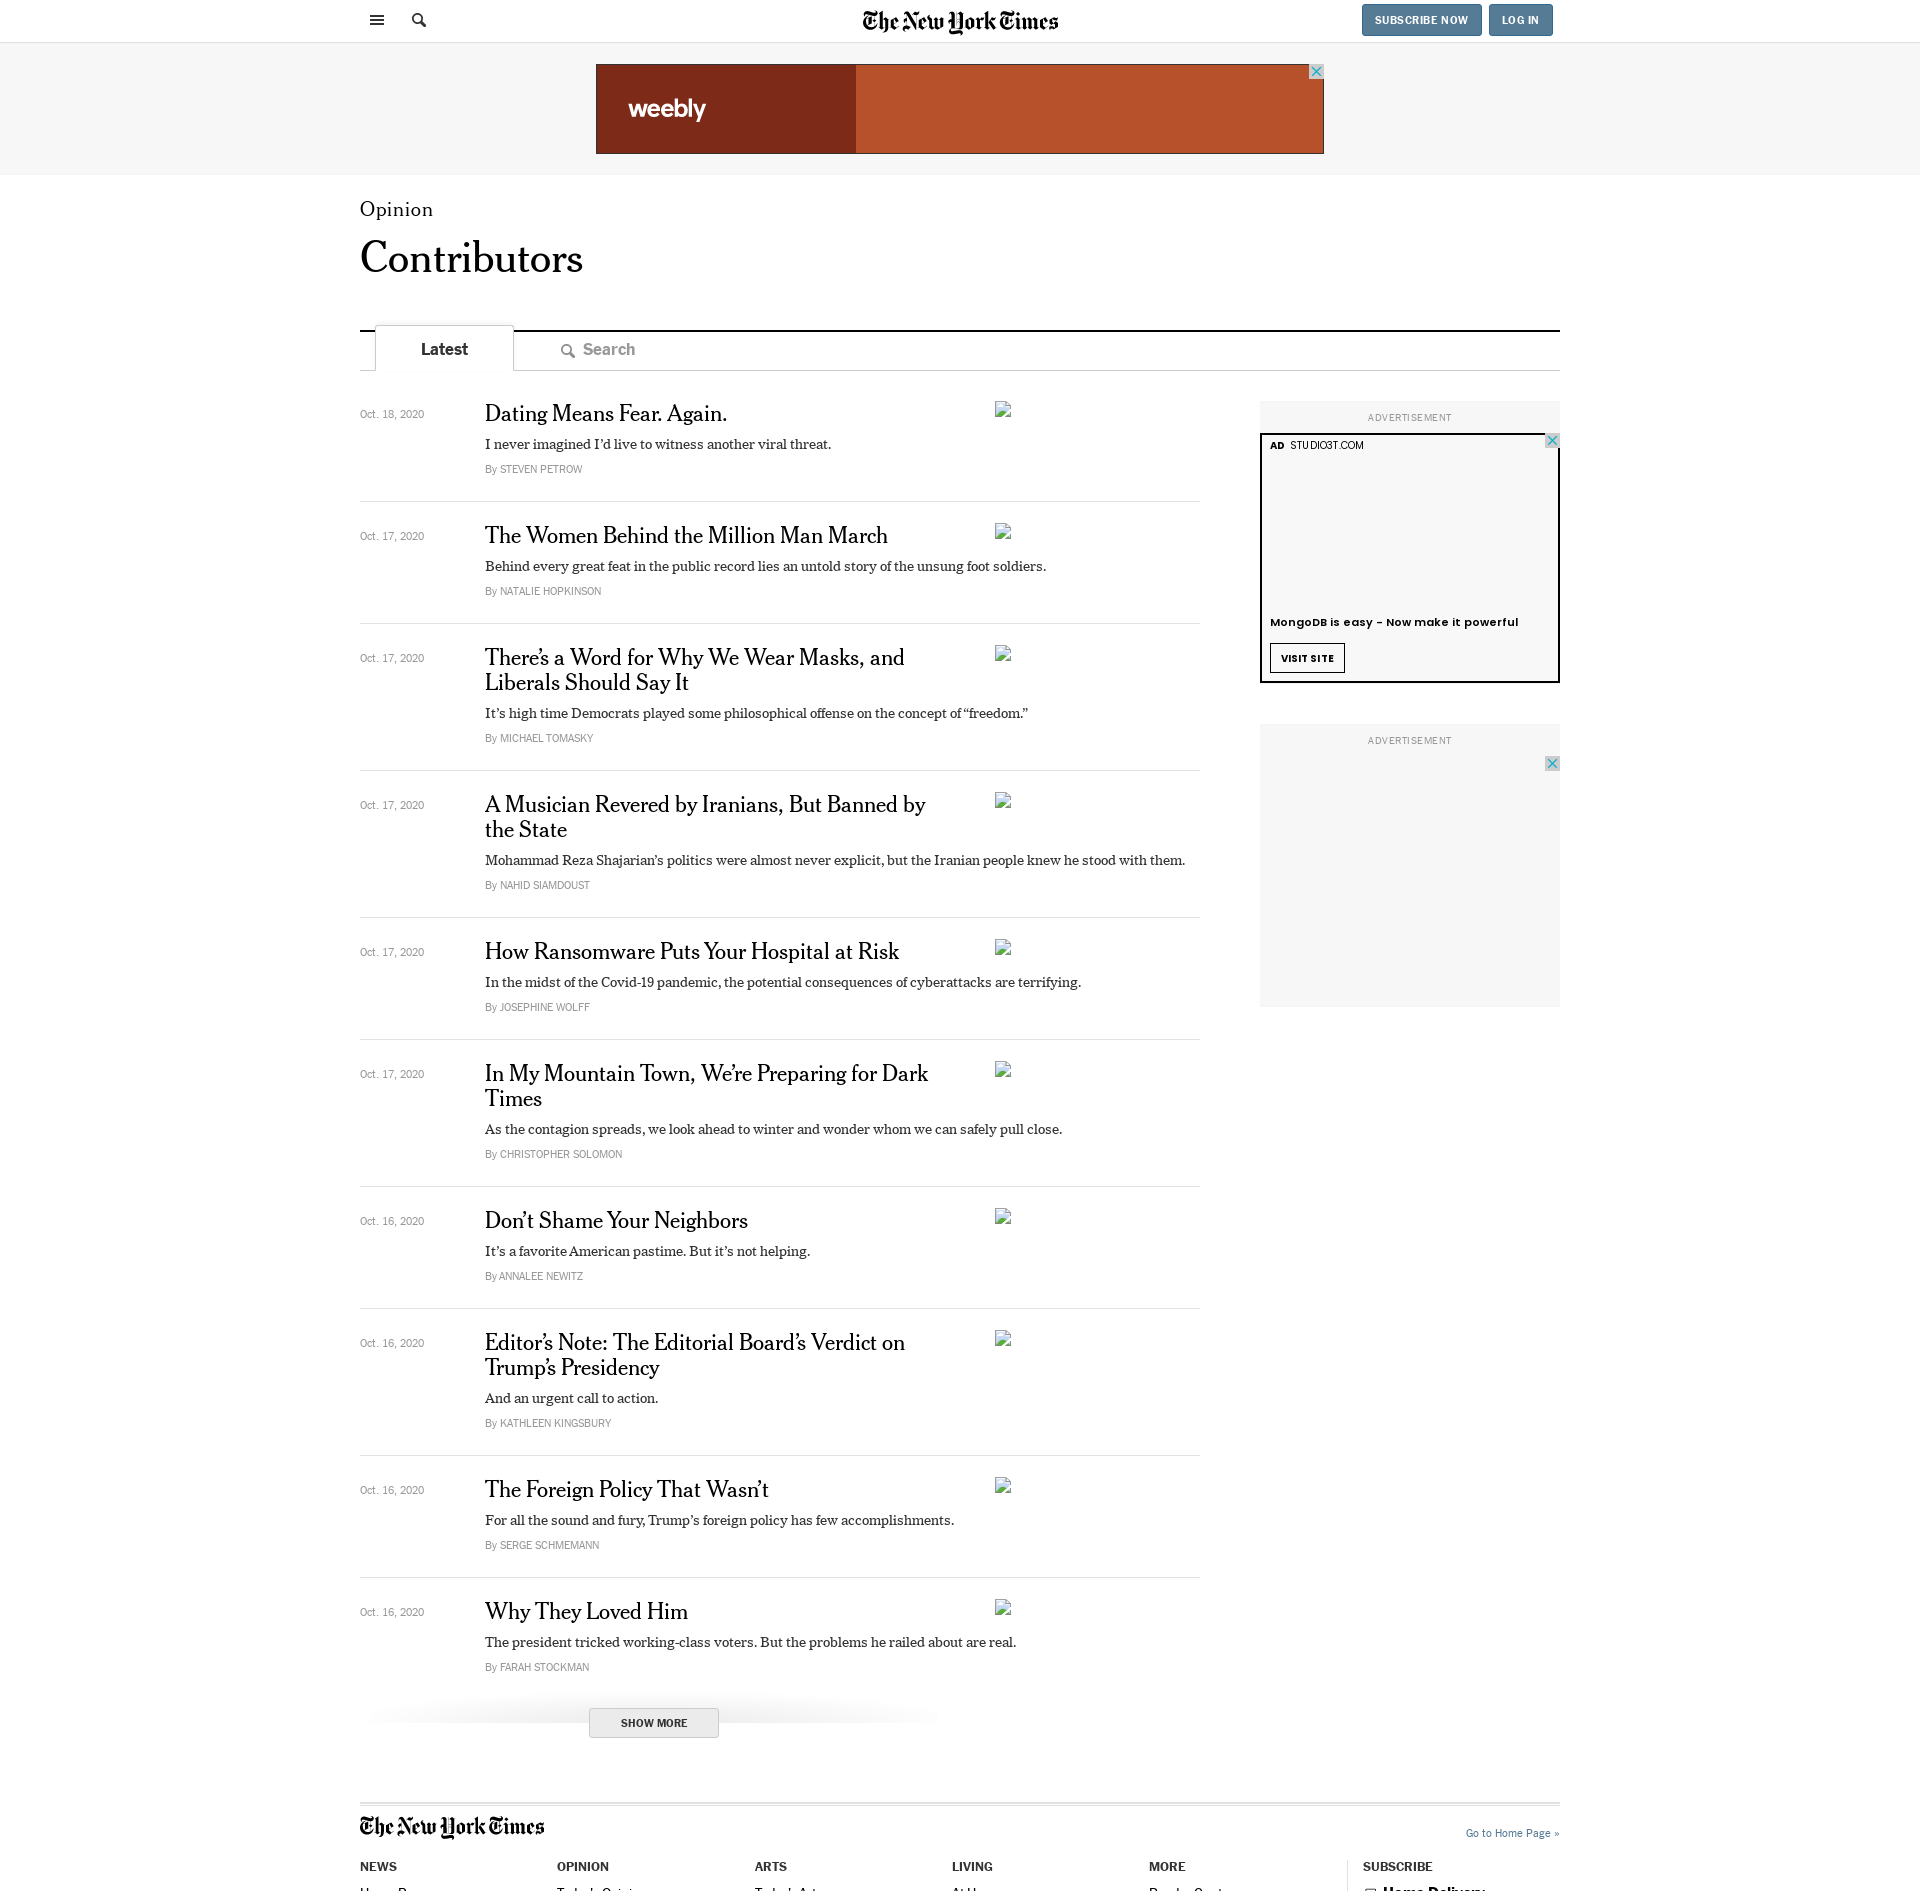 The New York Times
SUBSCRIBE NOW
LOG IN
weebly
Opinion
Contributors
Latest
Search
Oct. 18, 2020
Dating Means Fear. Again.
I never imagined I’d live to witness another viral threat.
By STEVEN PETROW
Oct. 17, 2020
The Women Behind the Million Man March
Behind every great feat in the public record lies an untold story of the unsung foot soldiers.
By NATALIE HOPKINSON
Oct. 17, 2020
There’s a Word for Why We Wear Masks, and
Liberals Should Say It
It’s high time Democrats played some philosophical offense on the concept of “freedom.”
By MICHAEL TOMASKY
Oct. 17, 2020
A Musician Revered by Iranians, But Banned by
the State
Mohammad Reza Shajarian’s politics were almost never explicit, but the Iranian people knew he stood with them.
By NAHID SIAMDOUST
Oct. 17, 2020
How Ransomware Puts Your Hospital at Risk
In the midst of the Covid-19 pandemic, the potential consequences of cyberattacks are terrifying.
By JOSEPHINE WOLFF
Oct. 17, 2020
In My Mountain Town, We’re Preparing for Dark
Times
As the contagion spreads, we look ahead to winter and wonder whom we can safely pull close.
By CHRISTOPHER SOLOMON
Oct. 16, 2020
Don’t Shame Your Neighbors
It’s a favorite American pastime. But it’s not helping.
By ANNALEE NEWITZ
Oct. 16, 2020
Editor’s Note: The Editorial Board’s Verdict on
Trump’s Presidency
And an urgent call to action.
By KATHLEEN KINGSBURY
Oct. 16, 2020
The Foreign Policy That Wasn’t
For all the sound and fury, Trump’s foreign policy has few accomplishments.
By SERGE SCHMEMANN
Oct. 16, 2020
Why They Loved Him
The president tricked working-class voters. But the problems he railed about are real.
By FARAH STOCKMAN
SHOW MORE
ADVERTISEMENT
AD STUDIO3T.COM
MongoDB is easy - Now make it powerful
VISIT SITE
ADVERTISEMENT
The New York Times
Go to Home Page »
NEWS
OPINION
ARTS
LIVING
MORE
SUBSCRIBE